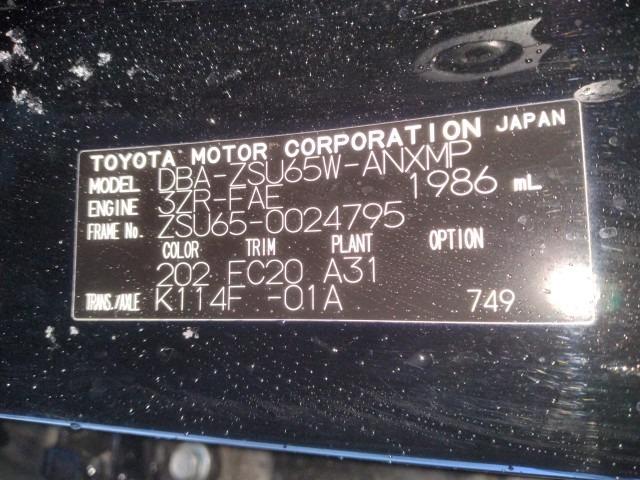 TOYOTA MOTOR CORPORATION JAPAN
MODEL DBA-ZSU65W-ANXMP
ENGINE 3ZR-FAE 1986 mL
FRAME No. ZSU65-0024795
COLOR TRIM PLANT OPTION
202 FC20 A31
TRANS./AXLE K114F -01A 749